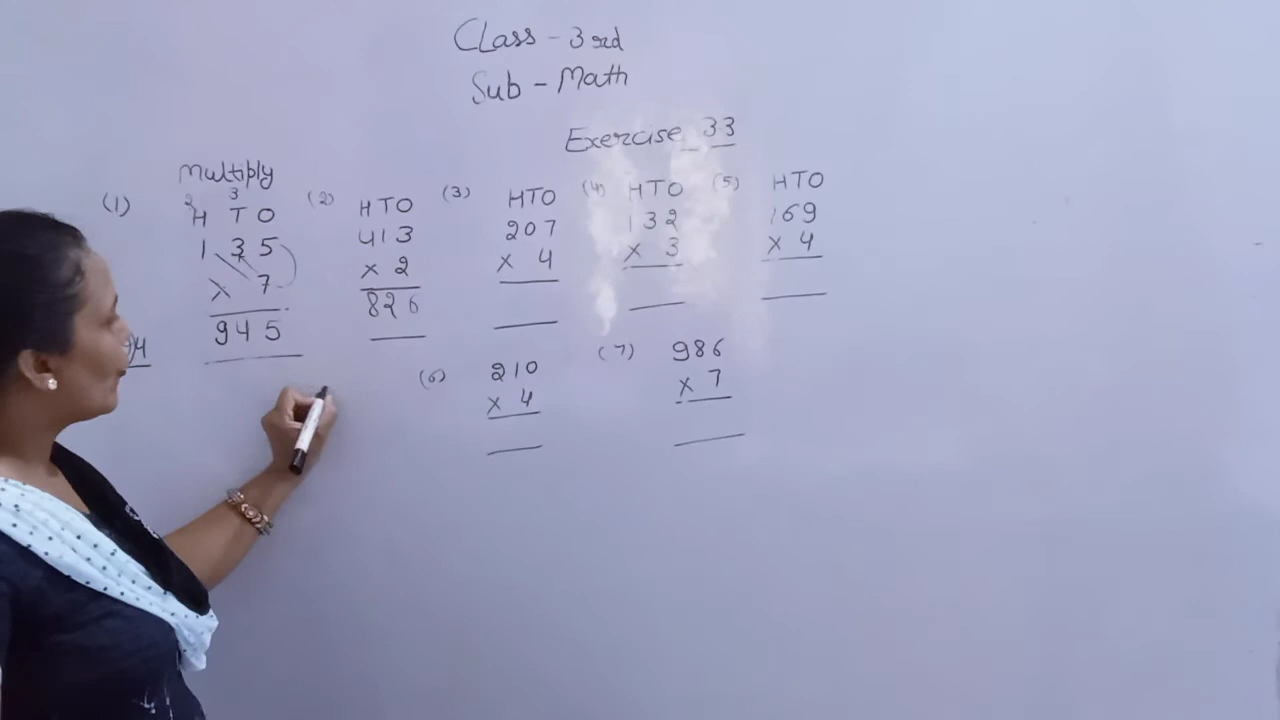 Class - 3rd
Sub - Math
Exercise 33
Multiply
(1)
2 3
H T O
1 3 5
x 7
9 4 5
(2)
H T O
4 1 3
x 2
8 2 6
(3)
H T O
2 0 7
x 4
(4)
H T O
1 3 2
x 3
(5)
H T O
1 6 9
x 4
(6)
2 1 0
x 4
(7)
9 8 6
x 7